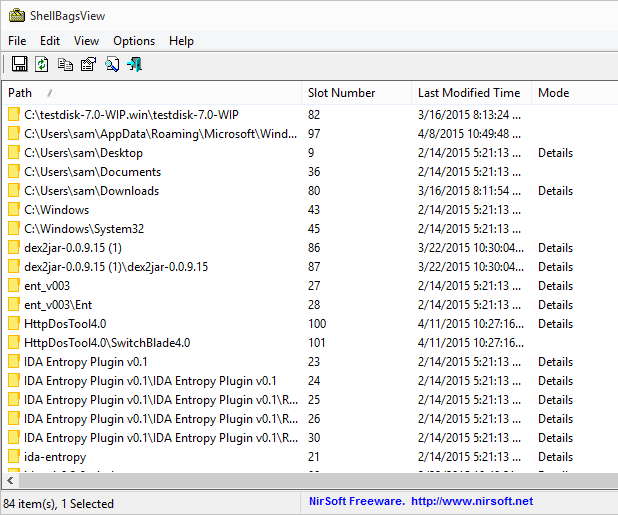 ShellBagsView
File Edit View Options Help
Path / Slot Number Last Modified Time Mode
C:\testdisk-7.0-WIP.win\testdisk-7.0-WIP 82 3/16/2015 8:13:24 ...
C:\Users\sam\AppData\Roaming\Microsoft\Wind... 97 4/8/2015 10:49:48 ...
C:\Users\sam\Desktop 9 2/14/2015 5:21:13 ... Details
C:\Users\sam\Documents 36 2/14/2015 5:21:13 ...
C:\Users\sam\Downloads 80 3/16/2015 8:11:54 ... Details
C:\Windows 43 2/14/2015 5:21:13 ...
C:\Windows\System32 45 2/14/2015 5:21:13 ...
dex2jar-0.0.9.15 (1) 86 3/22/2015 10:30:04... Details
dex2jar-0.0.9.15 (1)\dex2jar-0.0.9.15 87 3/22/2015 10:30:04... Details
ent_v003 27 2/14/2015 5:21:13 ... Details
ent_v003\Ent 28 2/14/2015 5:21:13 ... Details
HttpDosTool4.0 100 4/11/2015 10:27:16... Details
HttpDosTool4.0\SwitchBlade4.0 101 4/11/2015 10:27:16...
IDA Entropy Plugin v0.1 23 2/14/2015 5:21:13 ... Details
IDA Entropy Plugin v0.1\IDA Entropy Plugin v0.1 24 2/14/2015 5:21:13 ... Details
IDA Entropy Plugin v0.1\IDA Entropy Plugin v0.1\R... 25 2/14/2015 5:21:13 ... Details
IDA Entropy Plugin v0.1\IDA Entropy Plugin v0.1\R... 26 2/14/2015 5:21:13 ... Details
IDA Entropy Plugin v0.1\IDA Entropy Plugin v0.1\R... 30 2/14/2015 5:21:13 ... Details
ida-entropy 21 2/14/2015 5:21:13 ... Details
84 item(s), 1 Selected NirSoft Freeware. http://www.nirsoft.net